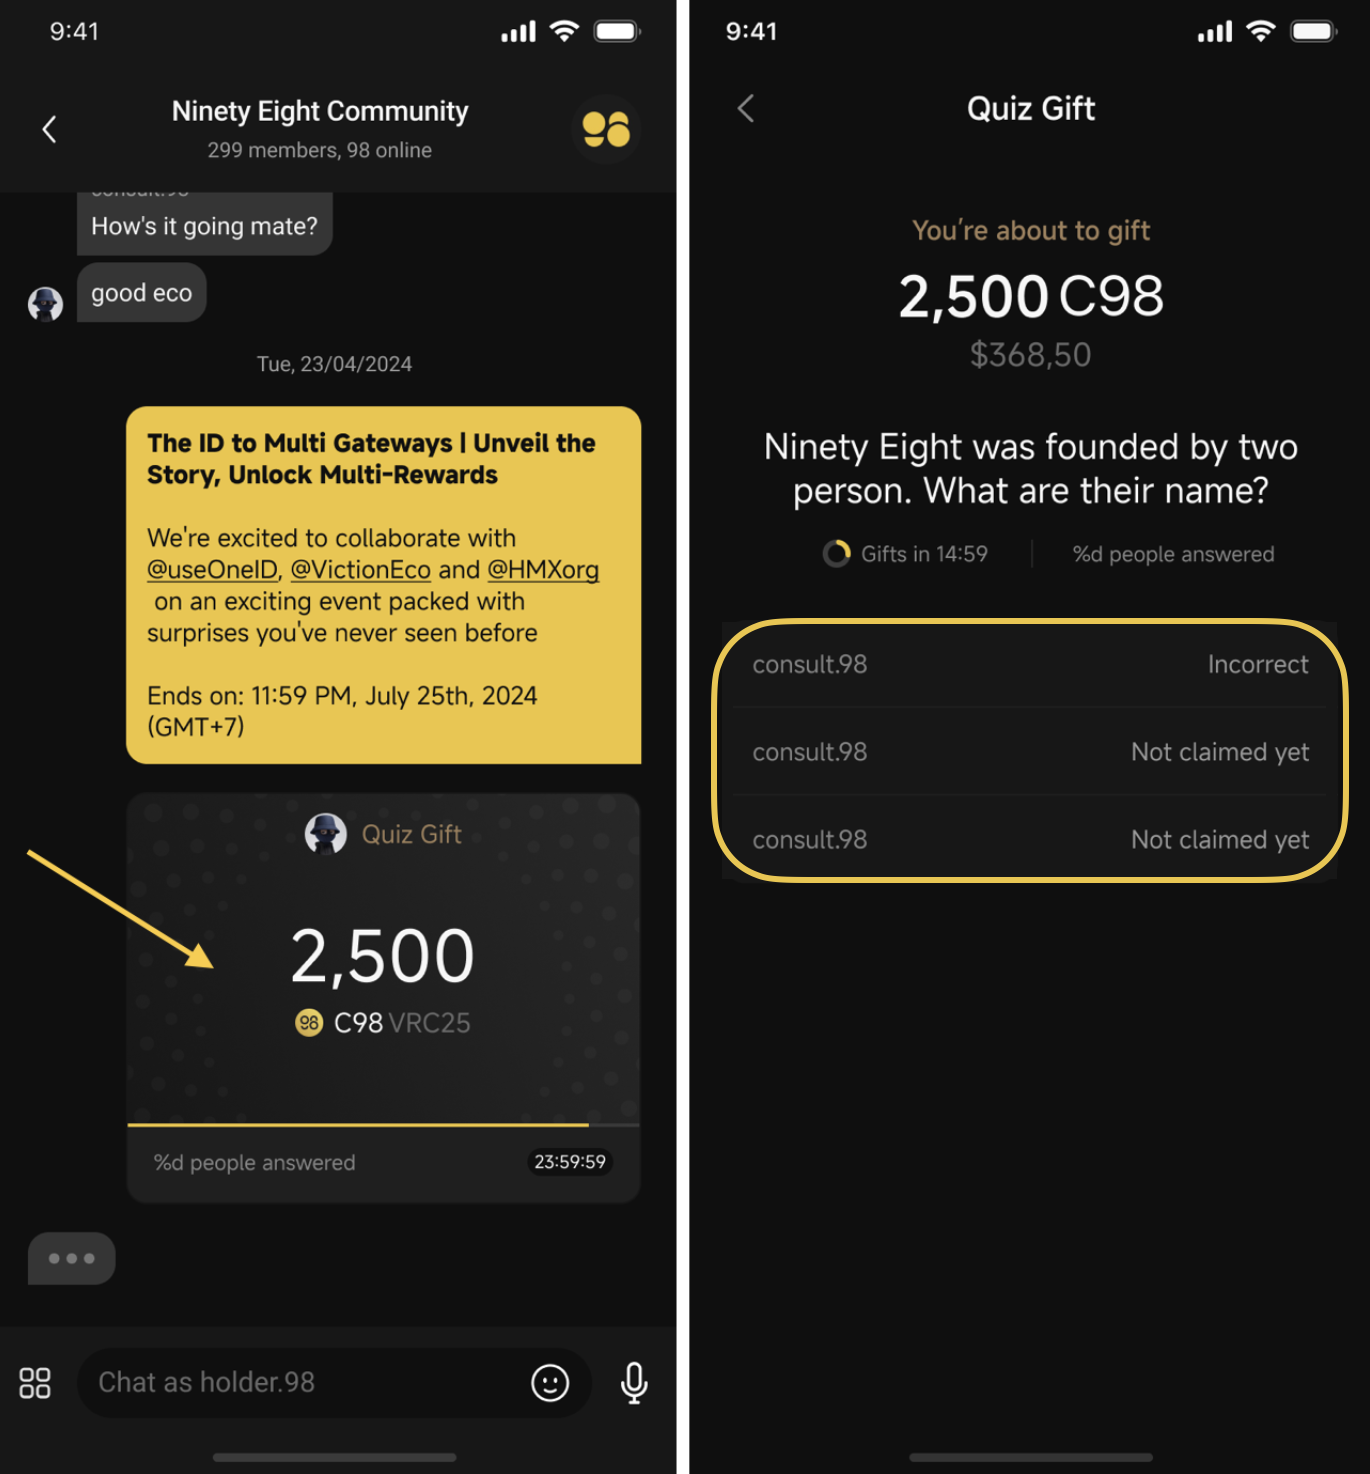 9:41
Ninety Eight Community
299 members, 98 online
consult.98
How's it going mate?
good eco
Tue, 23/04/2024
The ID to Multi Gateways | Unveil the
Story, Unlock Multi-Rewards
We're excited to collaborate with
@useOneID, @VictionEco and @HMXorg
on an exciting event packed with
surprises you've never seen before
Ends on: 11:59 PM, July 25th, 2024
(GMT+7)
Quiz Gift
2,500
98 C98 VRC25
%d people answered
23:59:59
Chat as holder.98
9:41
Quiz Gift
You're about to gift
2,500 C98
$368,50
Ninety Eight was founded by two
person. What are their name?
Gifts in 14:59
%d people answered
consult.98 Incorrect
consult.98 Not claimed yet
consult.98 Not claimed yet